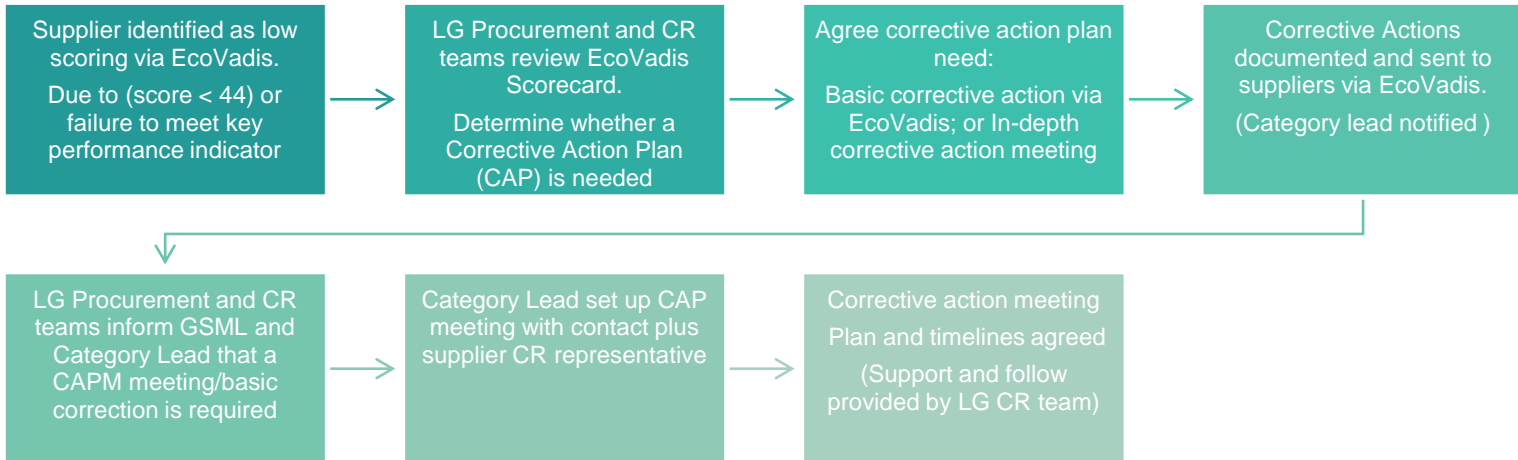 Supplier identified as low
scoring via EcoVadis.
Due to (score < 44) or
failure to meet key
performance indicator
LG Procurement and CR
teams review EcoVadis
Scorecard.
Determine whether a
Corrective Action Plan
(CAP) is needed
Agree corrective action plan
need:
Basic corrective action via
EcoVadis; or In-depth
corrective action meeting
Corrective Actions
documented and sent to
suppliers via EcoVadis.
(Category lead notified )
LG Procurement and CR
teams inform GSML and
Category Lead that a
CAPM meeting/basic
correction is required
Category Lead set up CAP
meeting with contact plus
supplier CR representative
Corrective action meeting
Plan and timelines agreed
(Support and follow
provided by LG CR team)